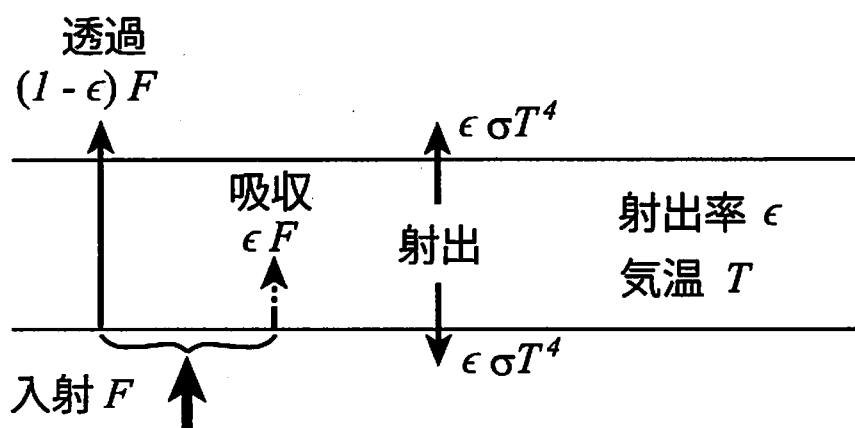 透過
(1 - ϵ) F
ϵ σT⁴
吸収
ϵ F
射出
射出率 ϵ
気温 T
ϵ σT⁴
入射 F